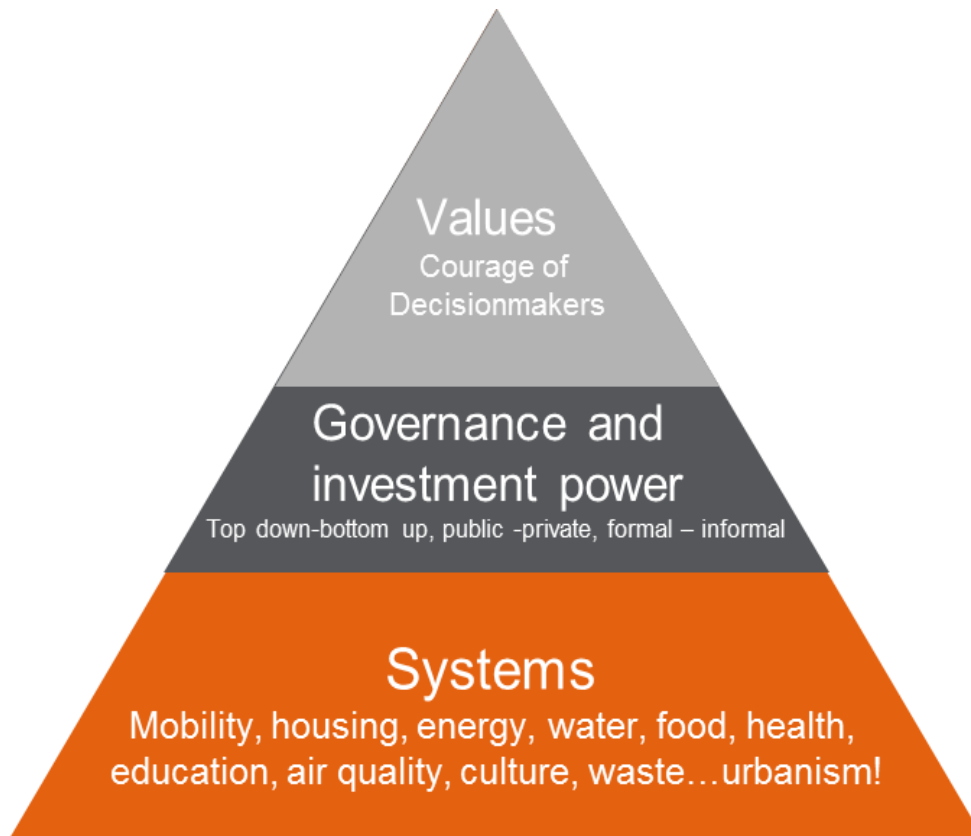 Values
Courage of
Decisionmakers
Governance and
investment power
Top down-bottom up, public -private, formal – informal
Systems
Mobility, housing, energy, water, food, health,
education, air quality, culture, waste…urbanism!